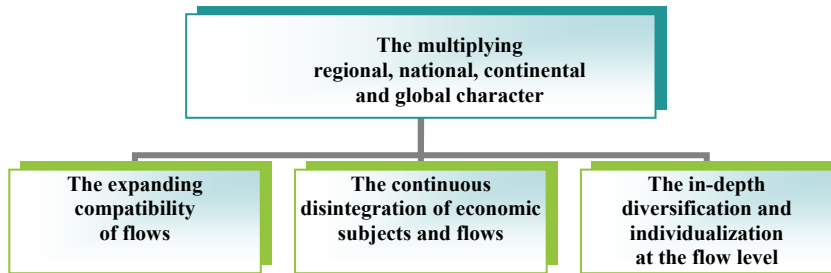 The multiplying
regional, national, continental
and global character
The expanding
compatibility
of flows
The continuous
disintegration of economic
subjects and flows
The in-depth
diversification and
individualization
at the flow level